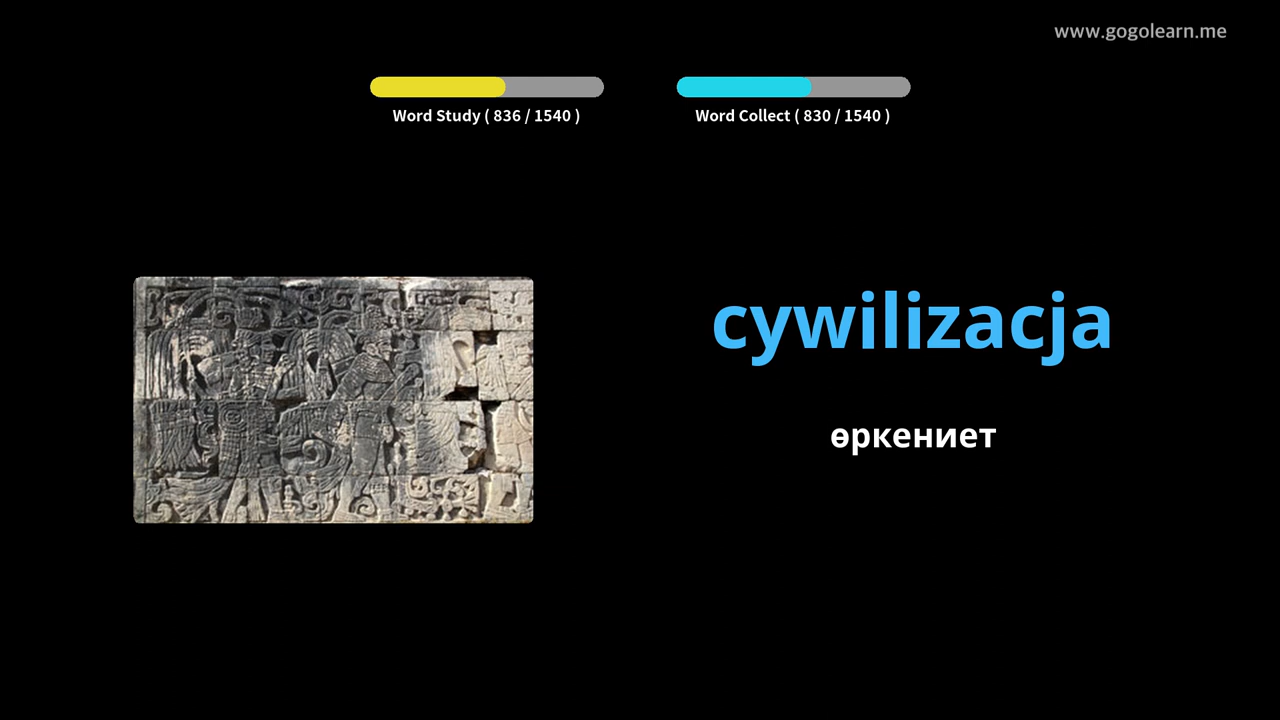 www.gogolearn.me
Word Study ( 836 / 1540 )
Word Collect ( 830 / 1540 )
cywilizacja
өркениет